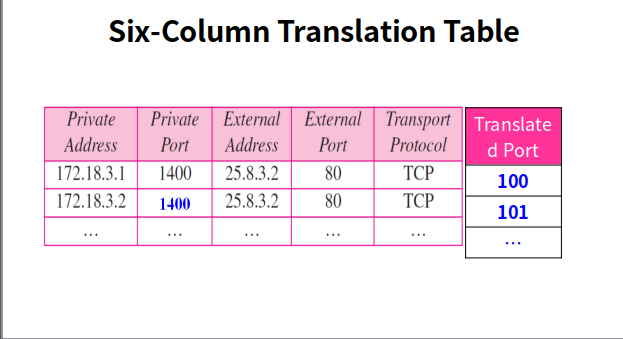 Six-Column Translation Table
Private Private External External Transport Translate
Address Port Address Port Protocol d Port
172.18.3.1 1400 25.8.3.2 80 TCP 100
172.18.3.2 1400 25.8.3.2 80 TCP 101
... ... ... ... ... ...